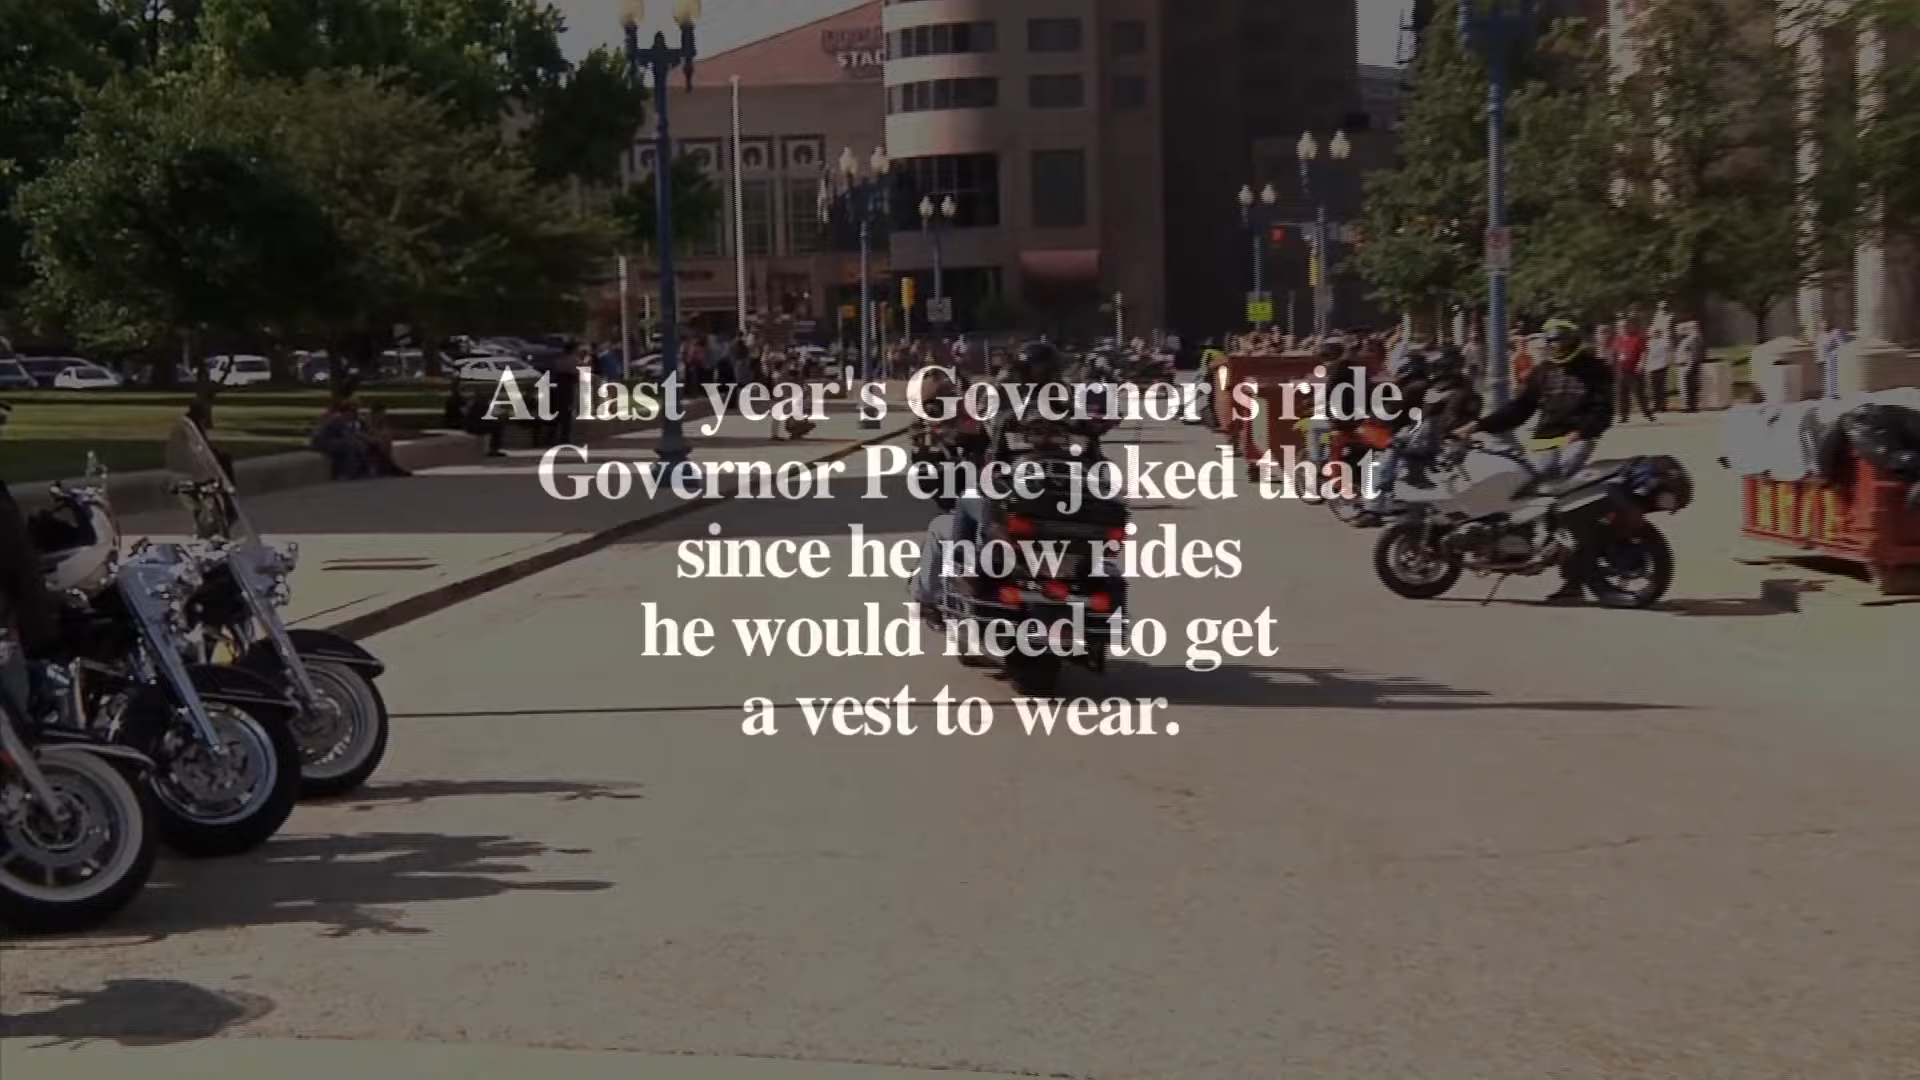 STAD
At last year's Governor's ride,
Governor Pence joked that
since he now rides
he would need to get
a vest to wear.